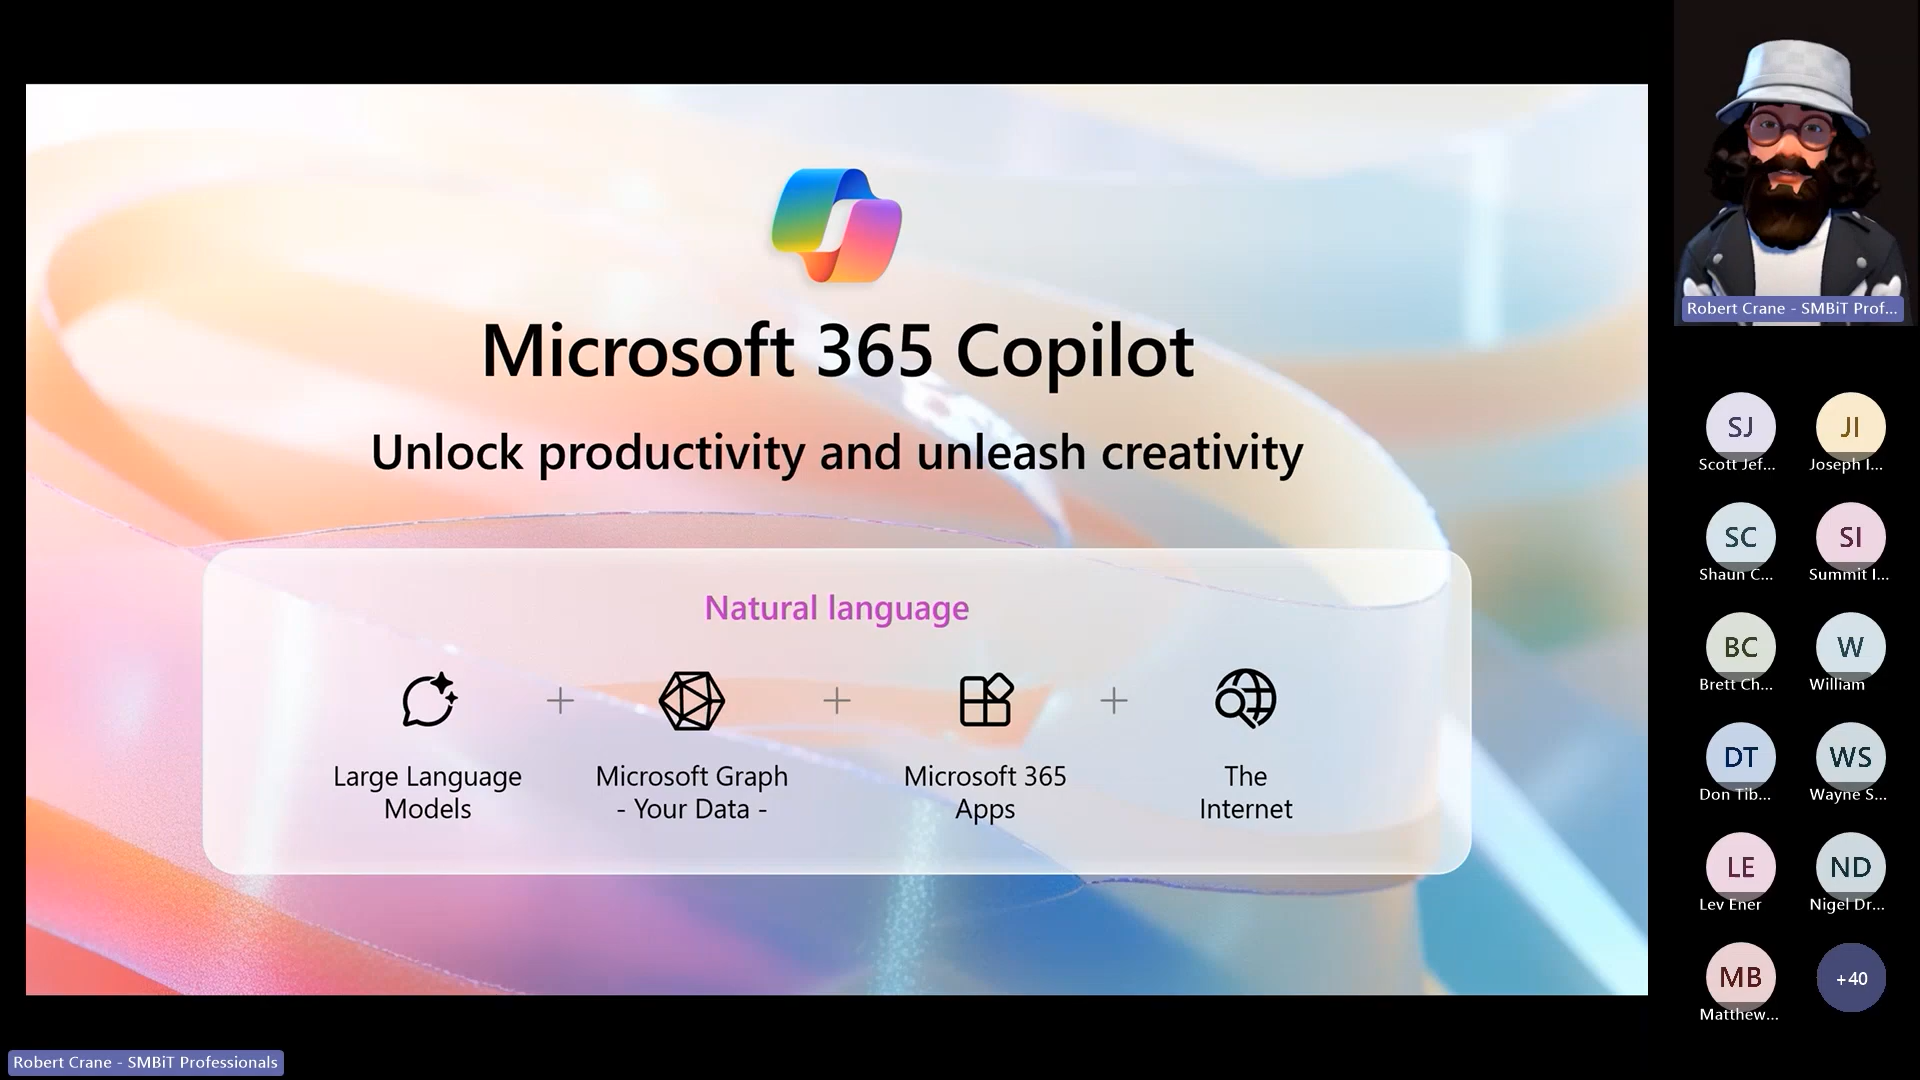 Microsoft 365 Copilot
Unlock productivity and unleash creativity
Natural language
Large Language
Models
Microsoft Graph
- Your Data -
Microsoft 365
Apps
The
Internet
Robert Crane - SMBiT Prof...
SJ
Scott Jef...
JI
Joseph I...
SC
Shaun C...
SI
Summit I...
BC
Brett Ch...
W
William
DT
Don Tib...
WS
Wayne S...
LE
Lev Ener
ND
Nigel Dr...
MB
Matthew...
+40
Robert Crane - SMBiT Professionals